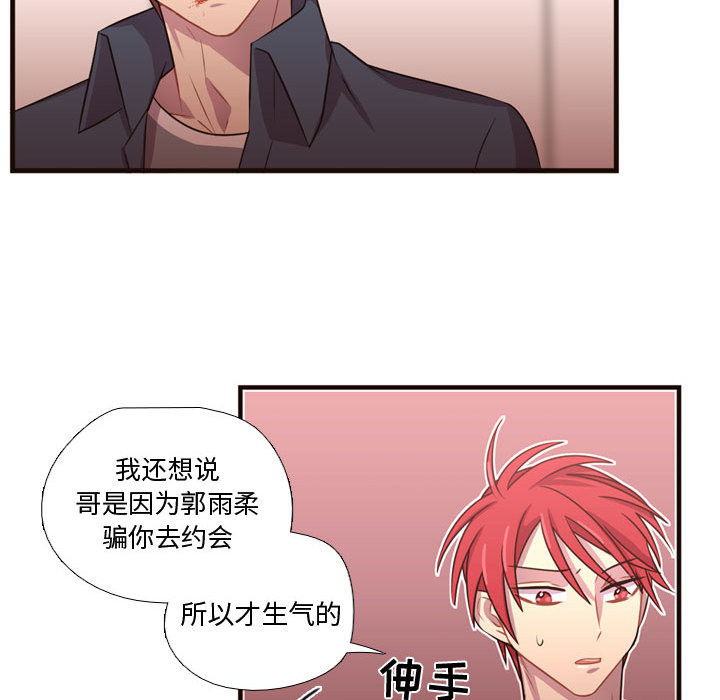 我还想说
哥是因为郭雨柔
骗你去约会
所以才生气的
伸手